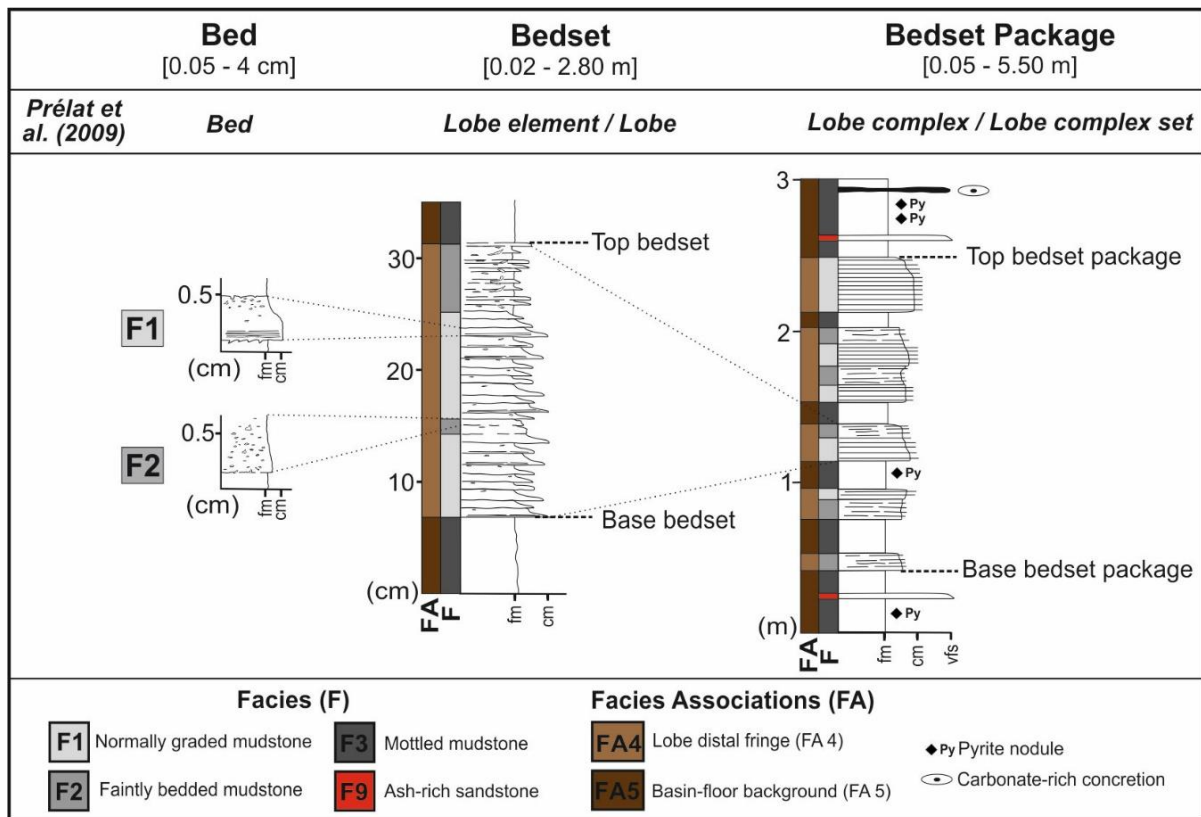 Bed
[0.05 - 4 cm]
Bedset
[0.02 - 2.80 m]
Bedset Package
[0.05 - 5.50 m]
Prélat
et al. (2009)
Bed
Lobe element / Lobe
Lobe complex / Lobe complex set
F1
0.5
(cm)
fm
cm
F2
0.5
(cm)
fm
cm
30
20
10
(cm)
FA
F
fm
cm
Top bedset
Base bedset
3
2
1
(m)
FA
F
fm
cm
vfs
Py
Py
Top bedset package
Py
Base bedset package
Py
Facies (F)
F1 Normally graded mudstone
F2 Faintly bedded mudstone
F3 Mottled mudstone
F9 Ash-rich sandstone
Facies Associations (FA)
FA4 Lobe distal fringe (FA 4)
FA5 Basin-floor background (FA 5)
Py Pyrite nodule
Carbonate-rich concretion